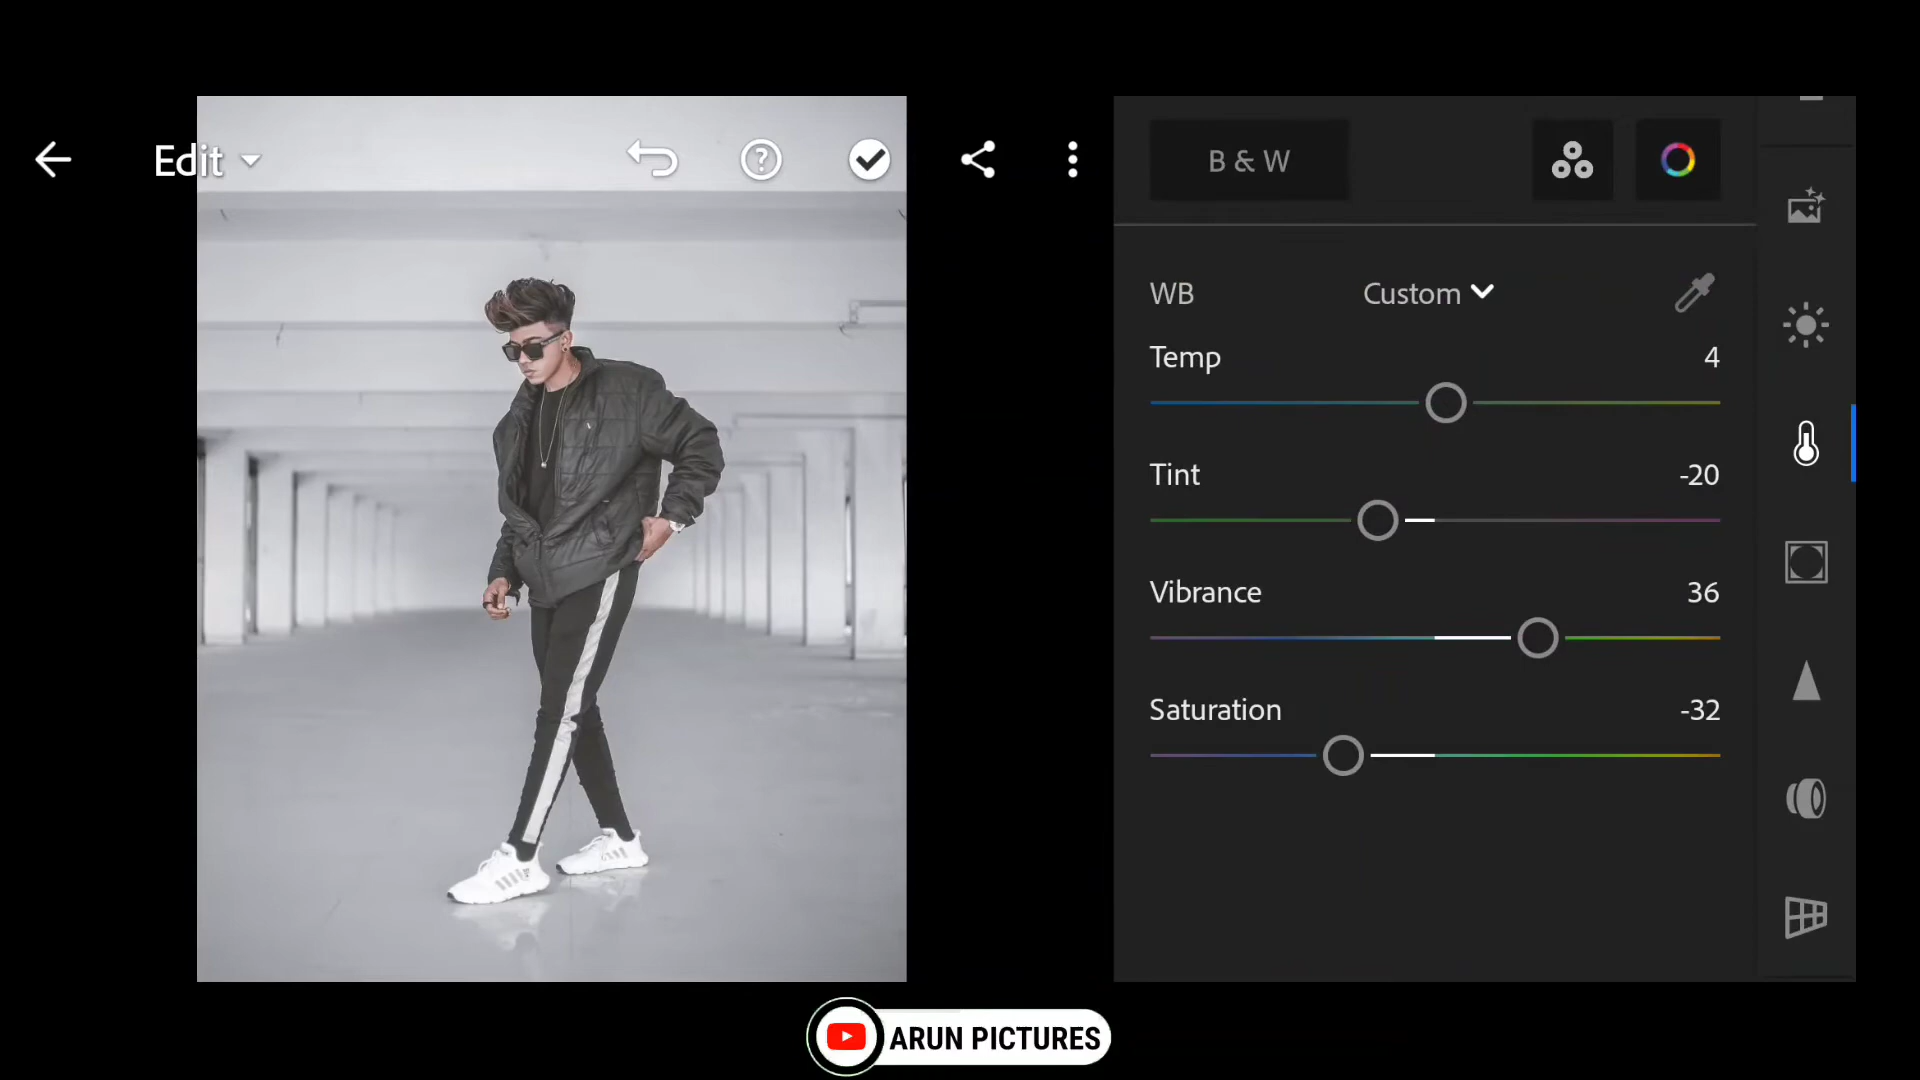 Edit
B & W
WB
Custom
Temp
4
Tint
-20
Vibrance
36
Saturation
-32
ARUN PICTURES